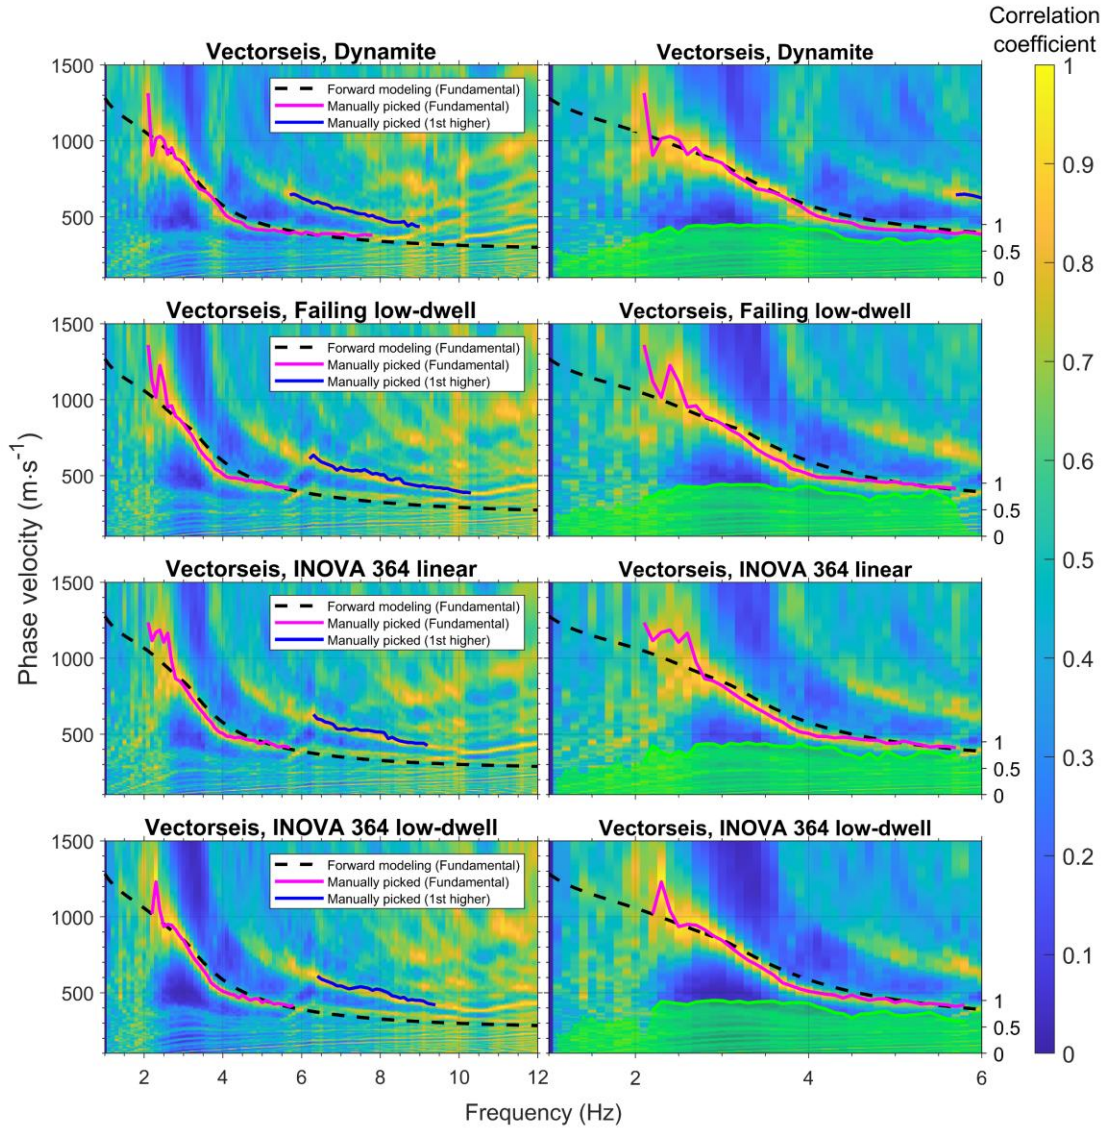 Correlation
coefficient
Vectorseis, Dynamite
Vectorseis, Dynamite
1500
1000
500
Forward modeling (Fundamental)
Manually picked (Fundamental)
Manually picked (1st higher)
1
0.5
0
Vectorseis, Failing low-dwell
Vectorseis, Failing low-dwell
1500
1000
500
Forward modeling (Fundamental)
Manually picked (Fundamental)
Manually picked (1st higher)
1
0.5
0
Vectorseis, INOVA 364 linear
Vectorseis, INOVA 364 linear
1500
1000
500
Forward modeling (Fundamental)
Manually picked (Fundamental)
Manually picked (1st higher)
1
0.5
0
Vectorseis, INOVA 364 low-dwell
Vectorseis, INOVA 364 low-dwell
1500
1000
500
Forward modeling (Fundamental)
Manually picked (Fundamental)
Manually picked (1st higher)
1
0.5
0
2 4 6 8 10 12
2 4 6
Phase velocity (m·s⁻¹)
Frequency (Hz)
1
0.9
0.8
0.7
0.6
0.5
0.4
0.3
0.2
0.1
0